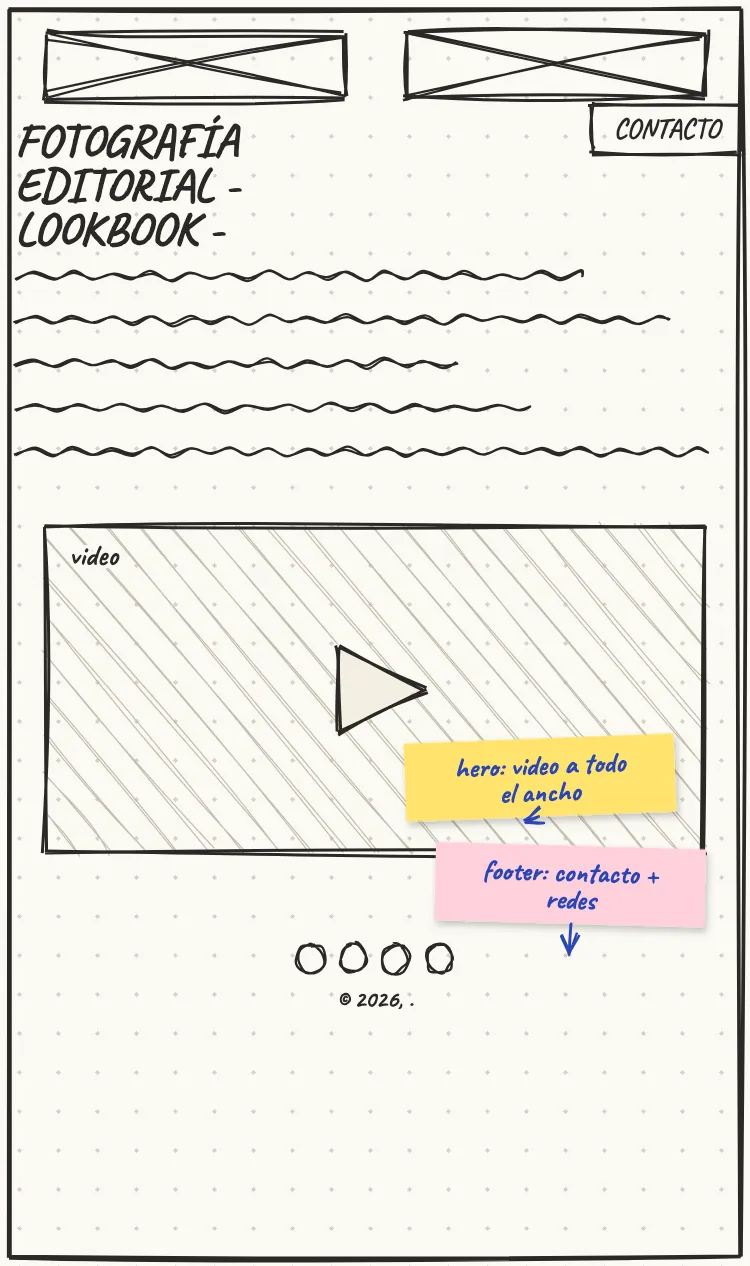 CONTACTO
FOTOGRAFÍA
EDITORIAL -
LOOKBOOK -
video
hero: video a todo
el ancho
footer: contacto +
redes
© 2026, .